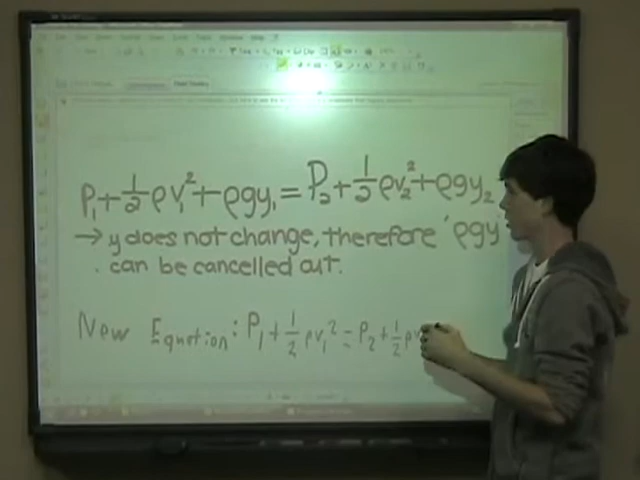 P₁+½ρv₁²+ρgy₁=P₂+½ρv₂²+ρgy₂
→ y does not change, therefore 'ρgy
can be cancelled out.
New Equation: P₁+½ρv₁²=P₂+½ρv